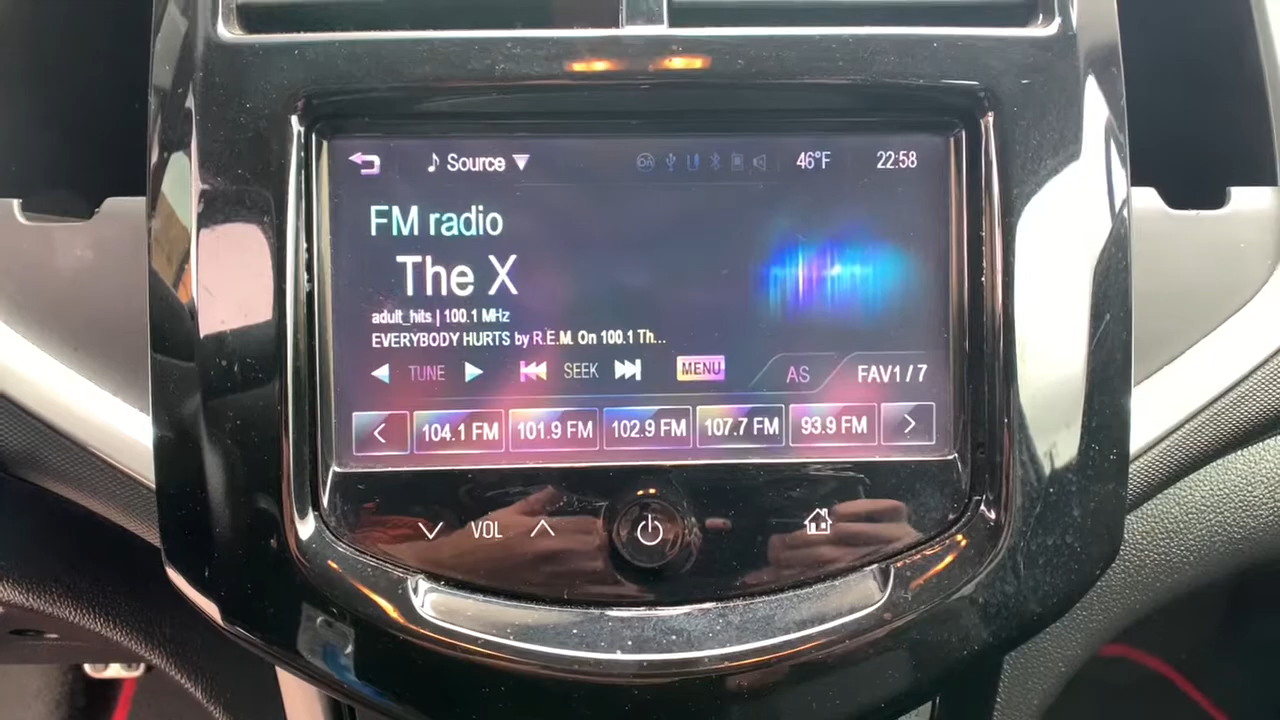 Source 46°F 22:58
FM radio
The X
adult_hits | 100.1 MHz
EVERYBODY HURTS by R.E.M. On 100.1 Th...
TUNE SEEK MENU AS FAV1 / 7
104.1 FM 101.9 FM 102.9 FM 107.7 FM 93.9 FM
VOL